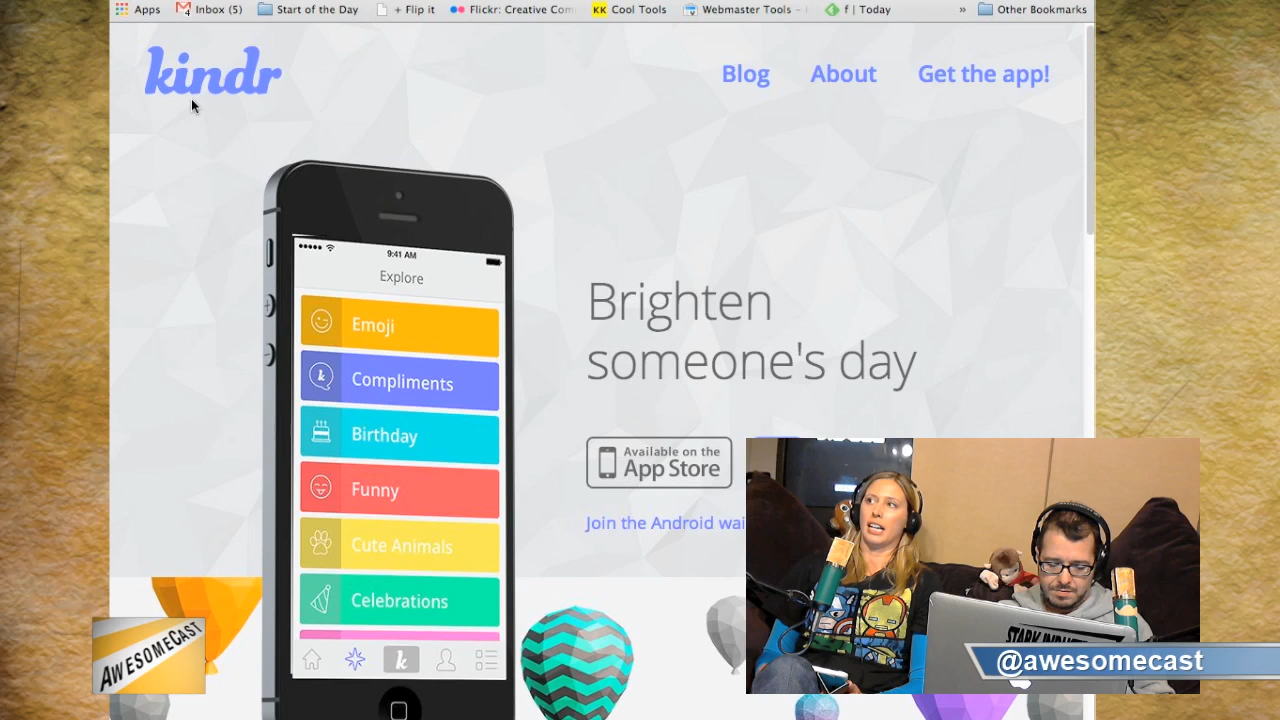 Apps
Inbox (5)
Start of the Day
+ Flip it
Flickr: Creative Com
KK Cool Tools
Webmaster Tools -
f | Today
»
Other Bookmarks
kindr
Blog
About
Get the app!
9:41 AM
Explore
Emoji
k Compliments
Birthday
Funny
Cute Animals
Celebrations
k
Brighten
someone's day
Available on the
App Store
Join the Android wai
AWESOMECAST
STARK INDU
@awesomecast